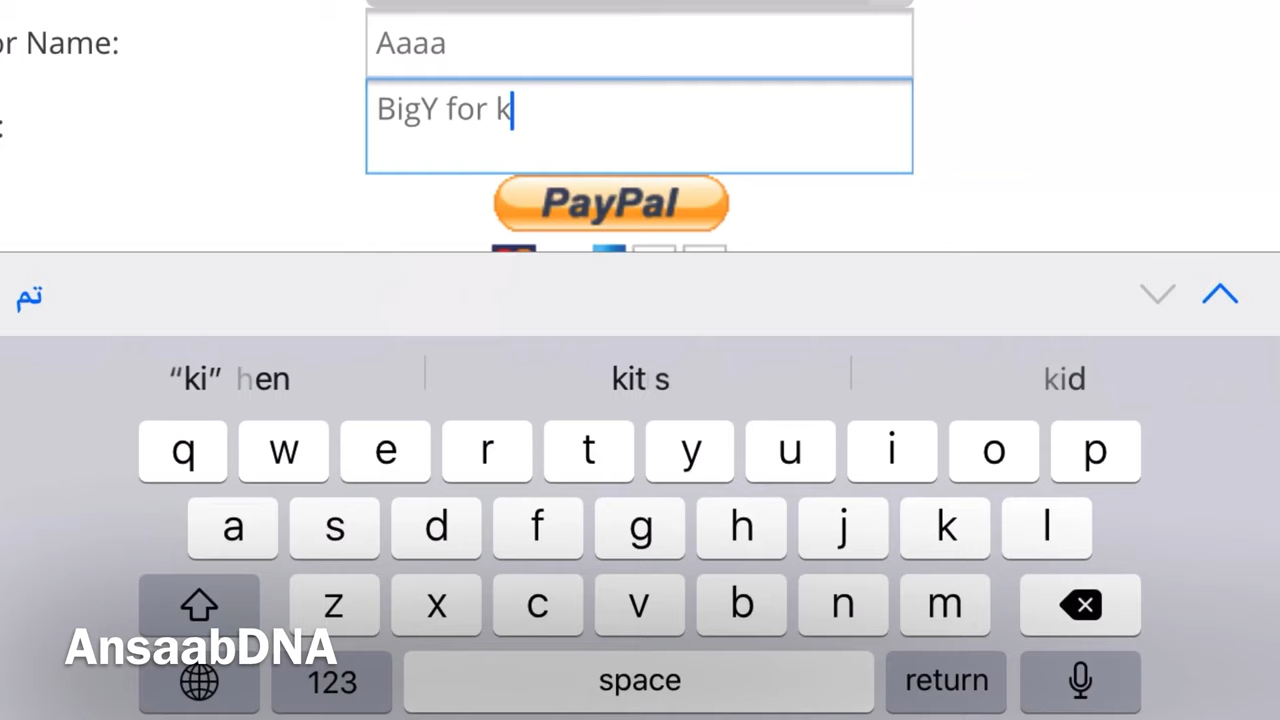 or Name:
Aaaa
:
BigY for k
PayPal
تم
“ki” hen
kit s
kid
q w e r t y u i o p
a s d f g h j k l
z x c v b n m
AnsaabDNA
123
space
return